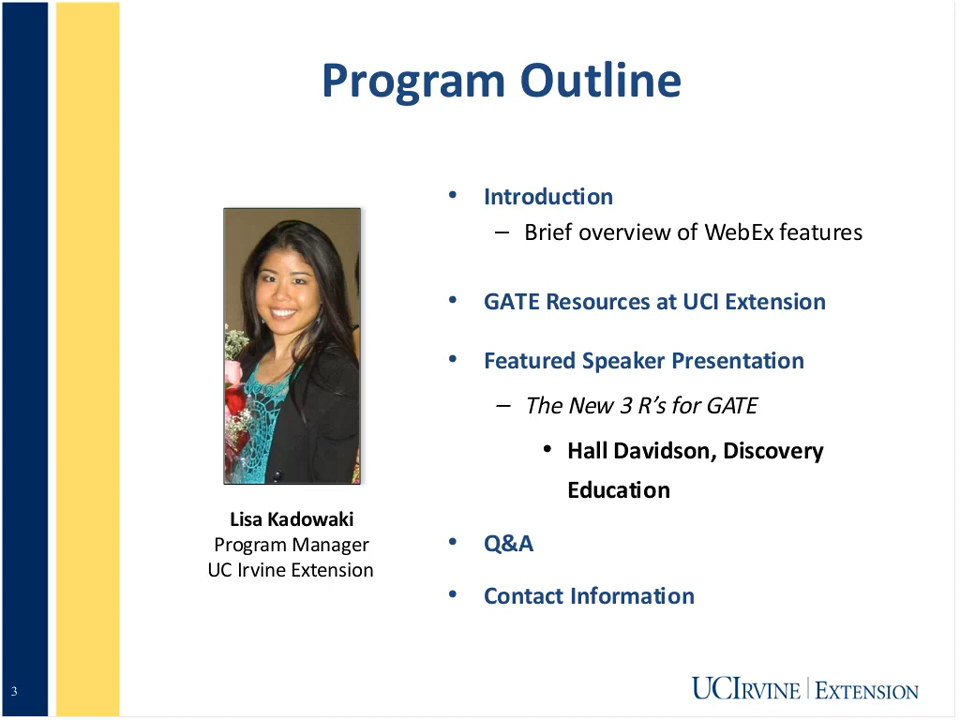 Program Outline
• Introduction
– Brief overview of WebEx features
• GATE Resources at UCI Extension
• Featured Speaker Presentation
– The New 3 R’s for GATE
• Hall Davidson, Discovery
Education
• Q&A
• Contact Information
Lisa Kadowaki
Program Manager
UC Irvine Extension
3
UCIRVINE | EXTENSION